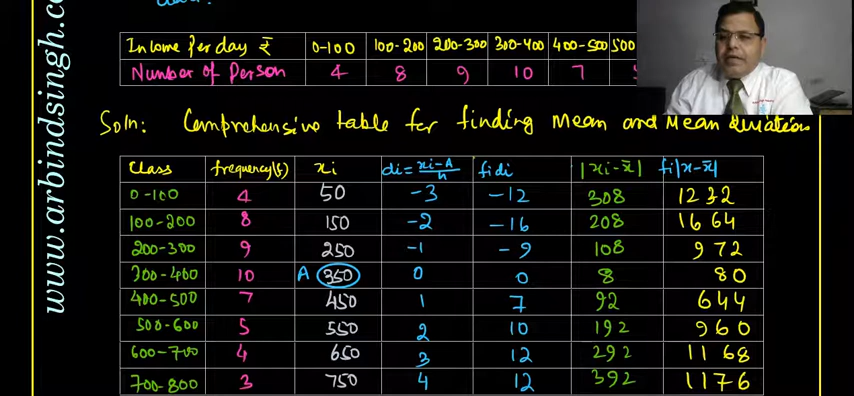 www.arbindsingh.co
Income Per day ₹ 0-100 100-200 200-300 300-400 400-500 500
Number of Person 4 8 9 10 7
Soln: Comprehensive table for finding Mean and Mean deviations
Class frequency(f) xi di=xi-A/h fidi |xi-x̄| fi|x-x̄|
0-100 4 50 -3 -12 308 1232
100-200 8 150 -2 -16 208 1664
200-300 9 250 -1 -9 108 972
300-400 10 A 350 0 0 8 80
400-500 7 450 1 7 92 644
500-600 5 550 2 10 192 960
600-700 4 650 3 12 292 1168
700-800 3 750 4 12 392 1176